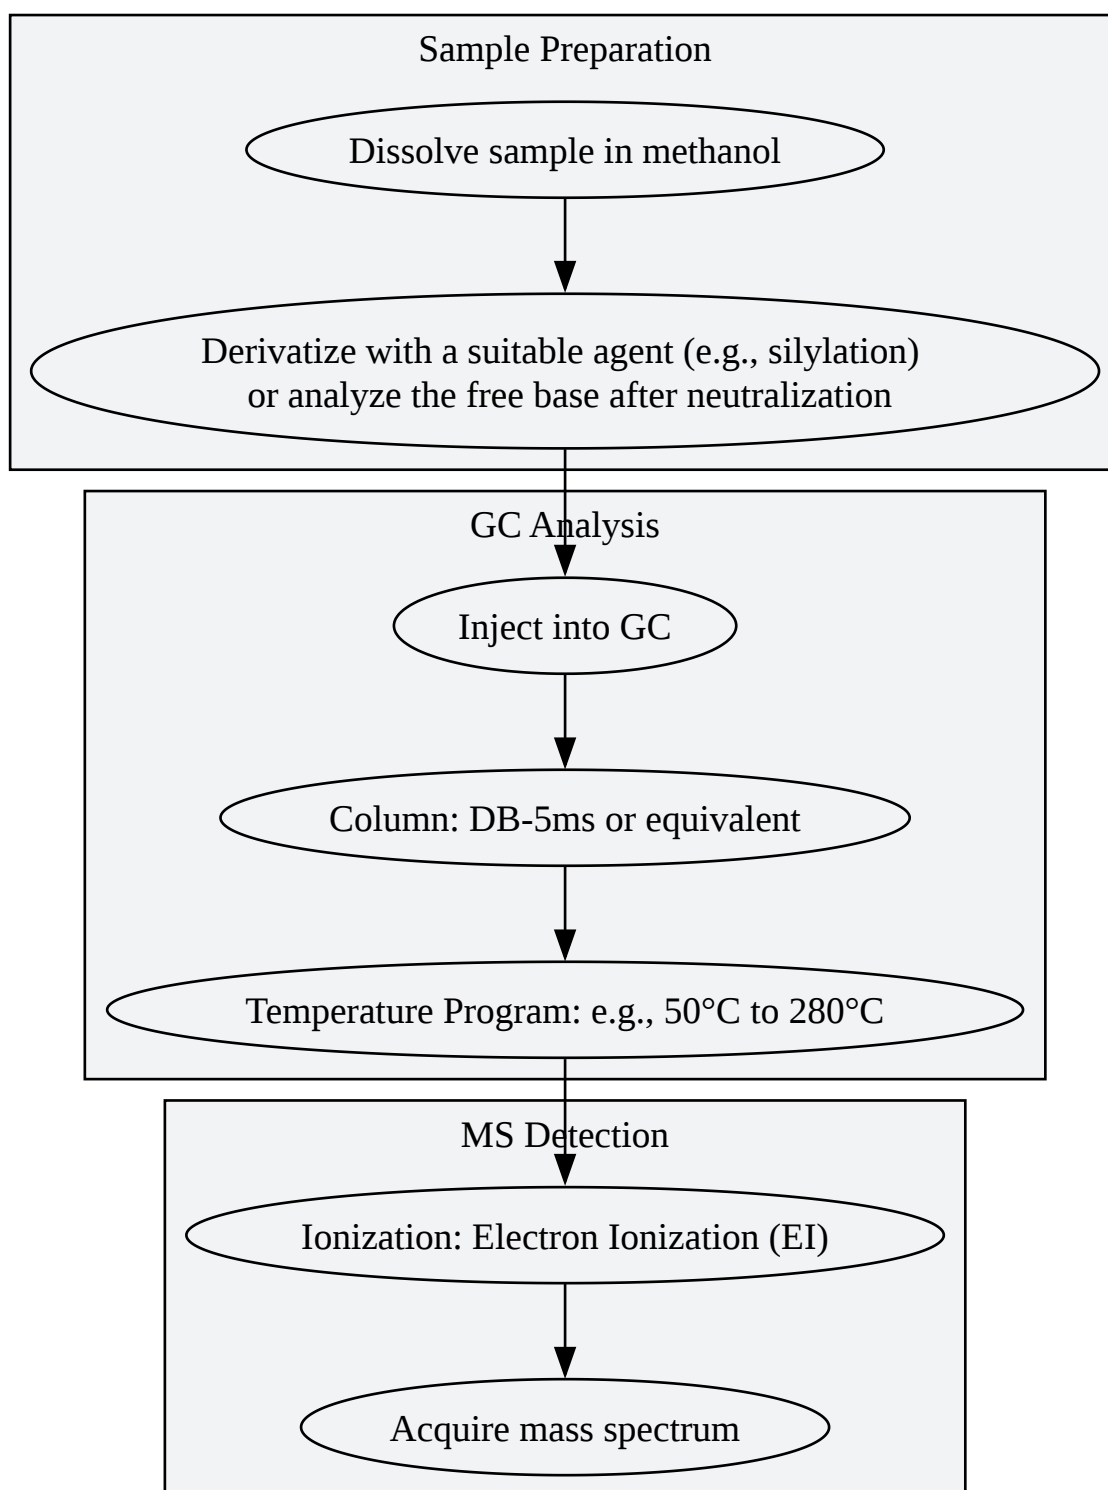 Sample Preparation
Dissolve sample in methanol
Derivatize with a suitable agent (e.g., silylation)
or analyze the free base after neutralization
GC Analysis
Inject into GC
Column: DB-5ms or equivalent
Temperature Program: e.g., 50°C to 280°C
MS Detection
Ionization: Electron Ionization (EI)
Acquire mass spectrum